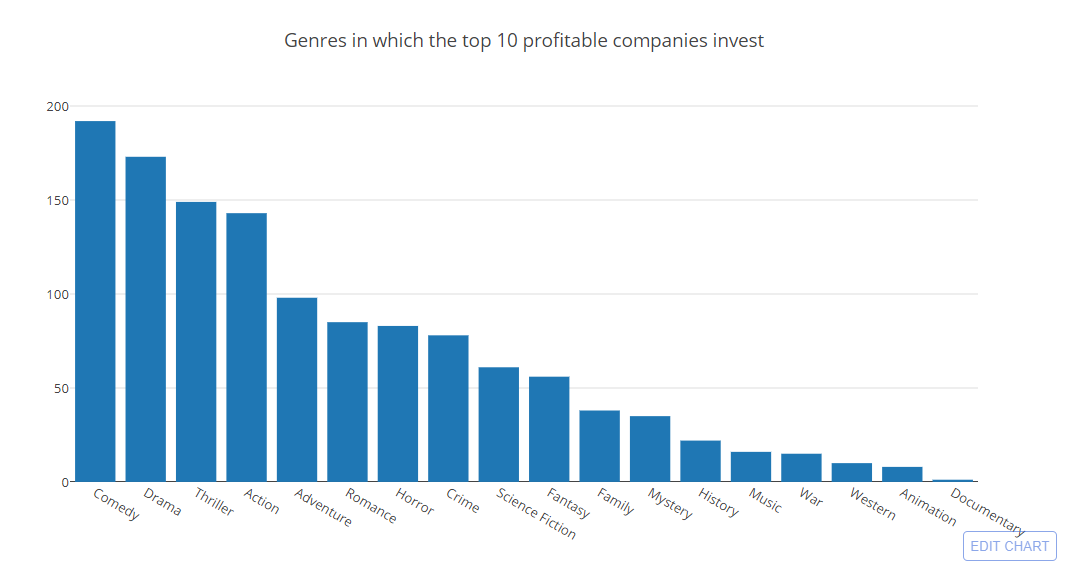 Genres in which the top 10 profitable companies invest
200
150
100
50
0
Comedy
Drama
Thriller
Action
Adventure
Romance
Horror
Crime
Science Fiction
Fantasy
Family
Mystery
History
Music
War
Western
Animation
Documentary
EDIT CHART